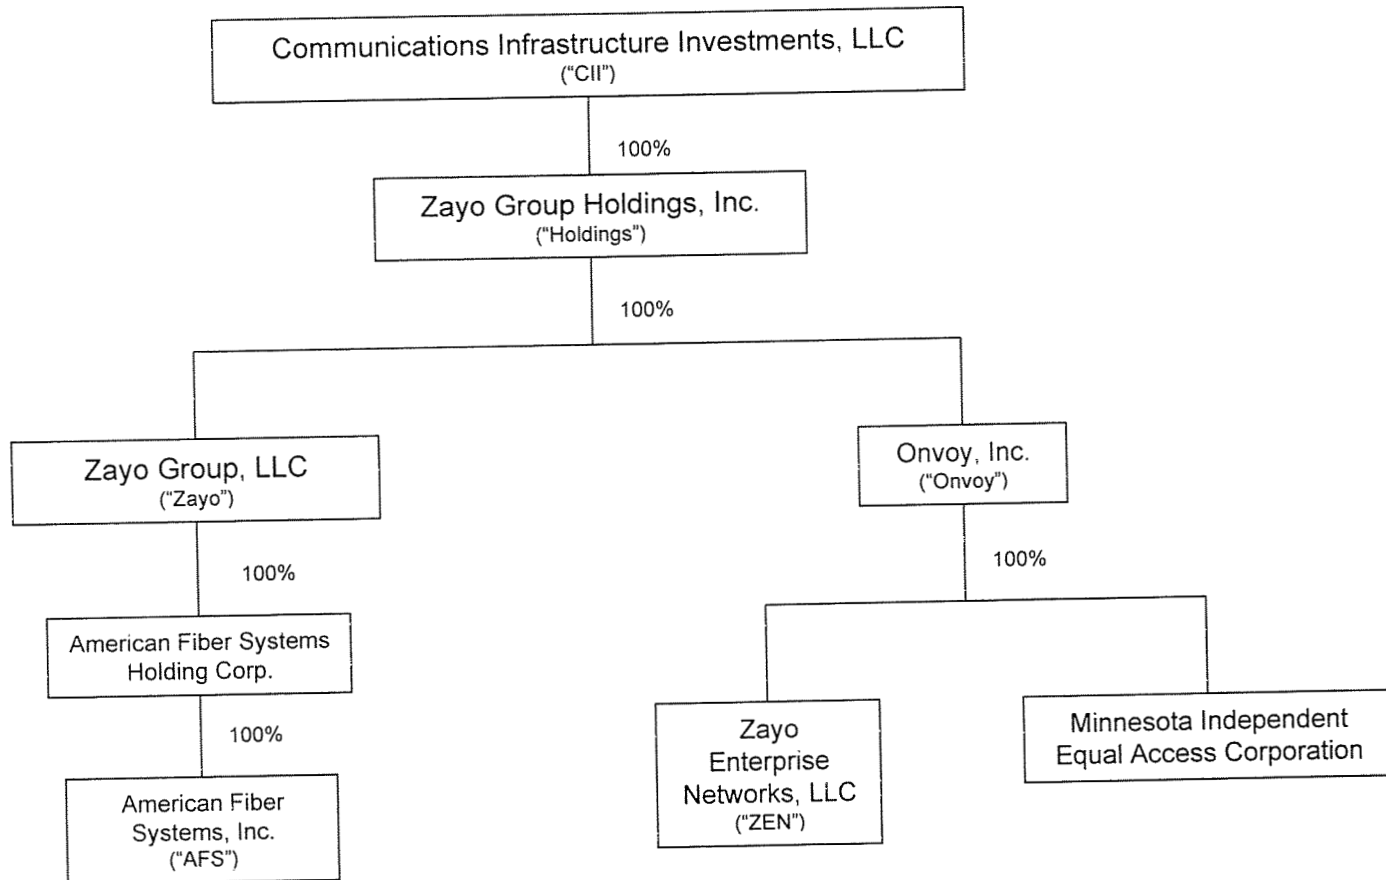 Communications Infrastructure Investments, LLC
("CII")
100%
Zayo Group Holdings, Inc.
("Holdings")
100%
Zayo Group, LLC
("Zayo")
Onvoy, Inc.
("Onvoy")
100%
100%
American Fiber Systems
Holding Corp.
100%
Zayo
Enterprise
Networks, LLC
("ZEN")
Minnesota Independent
Equal Access Corporation
American Fiber
Systems, Inc.
("AFS")